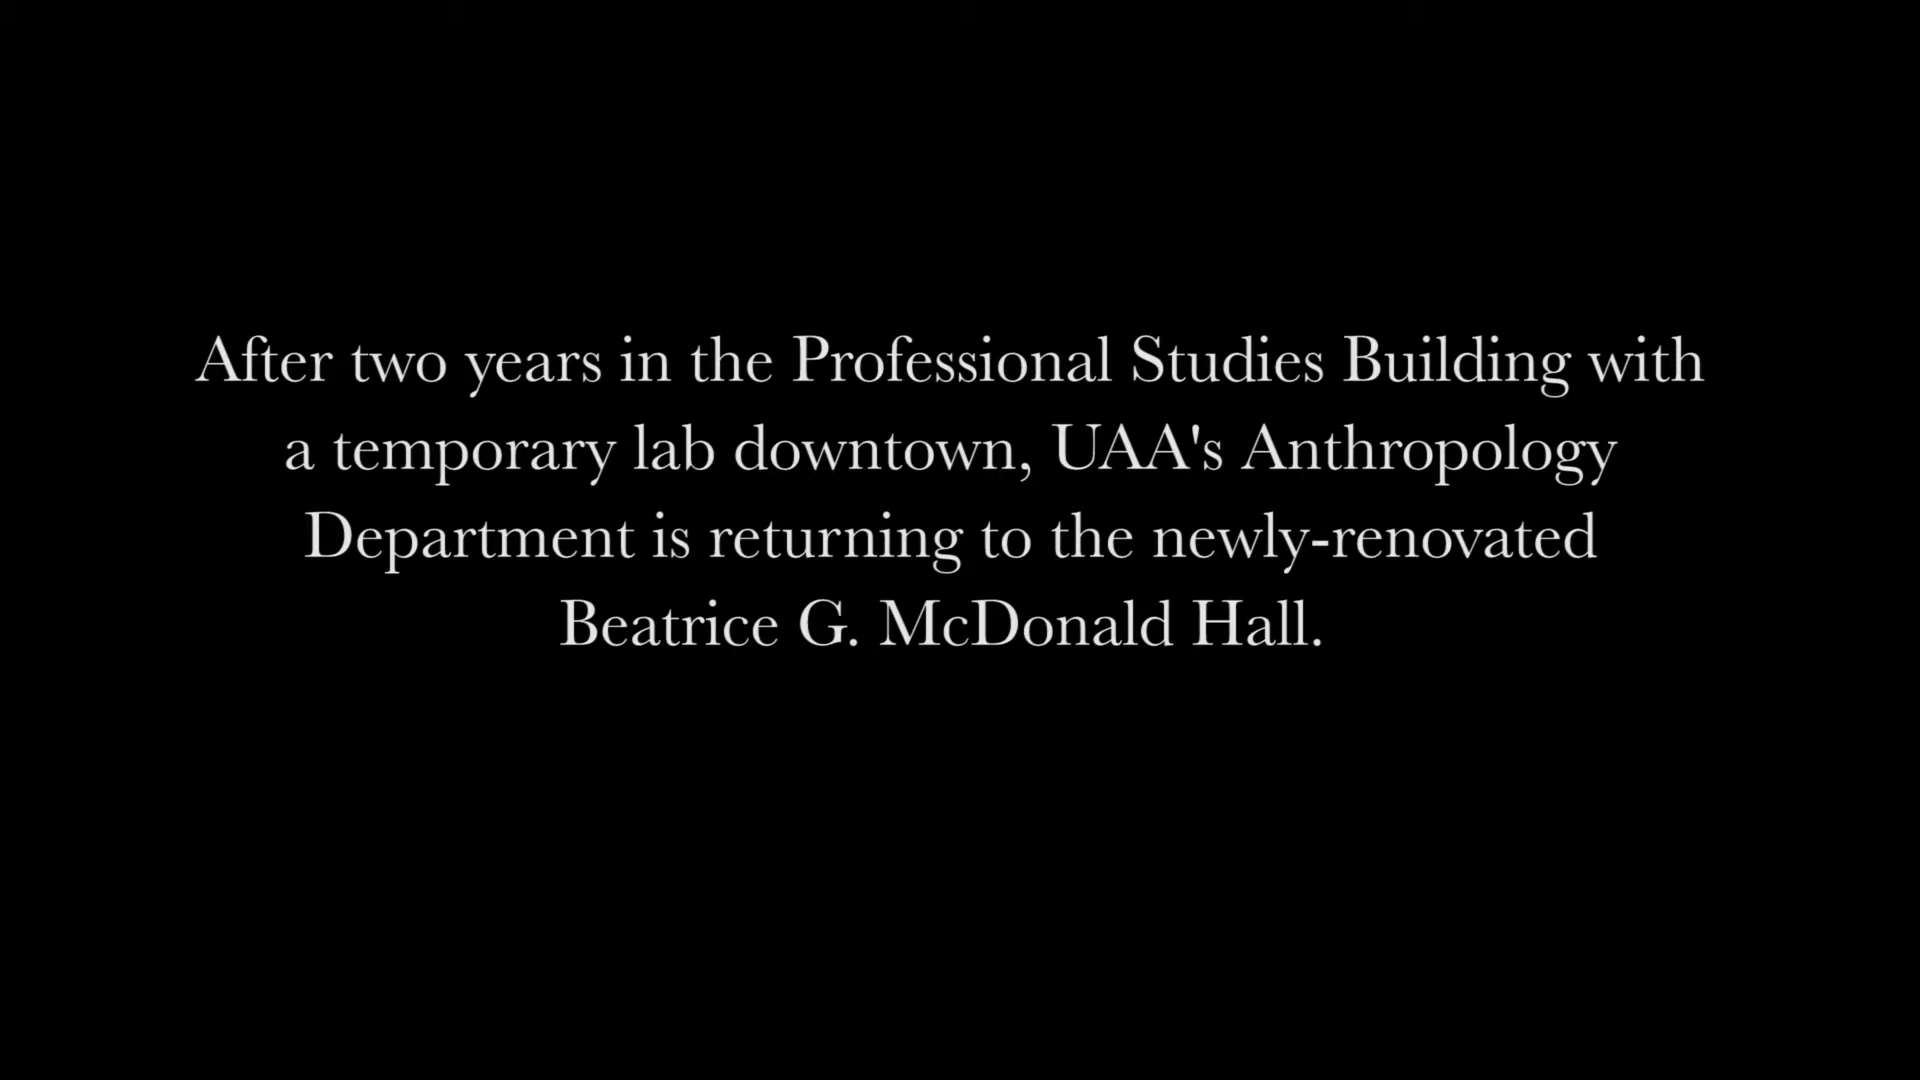 After two years in the Professional Studies Building with
a temporary lab downtown, UAA's Anthropology
Department is returning to the newly-renovated
Beatrice G. McDonald Hall.